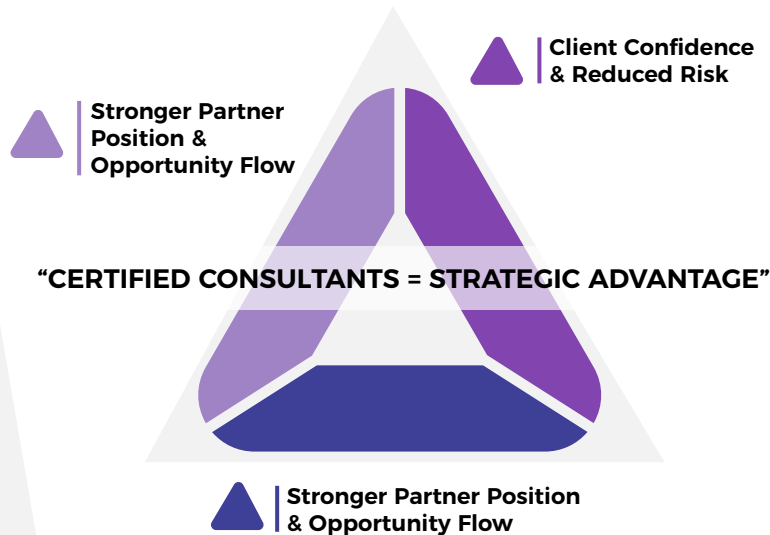 Client Confidence
& Reduced Risk
Stronger Partner
Position &
Opportunity Flow
“CERTIFIED CONSULTANTS = STRATEGIC ADVANTAGE”
Stronger Partner Position
& Opportunity Flow